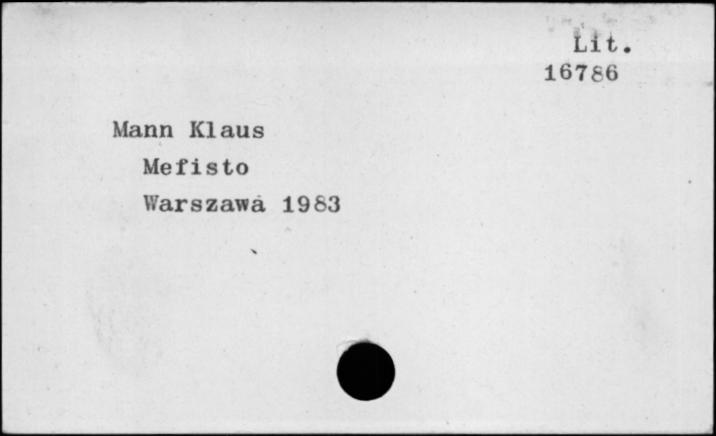 Lit.
16786
Mann Klaus
Mefisto
Warszawa 1983